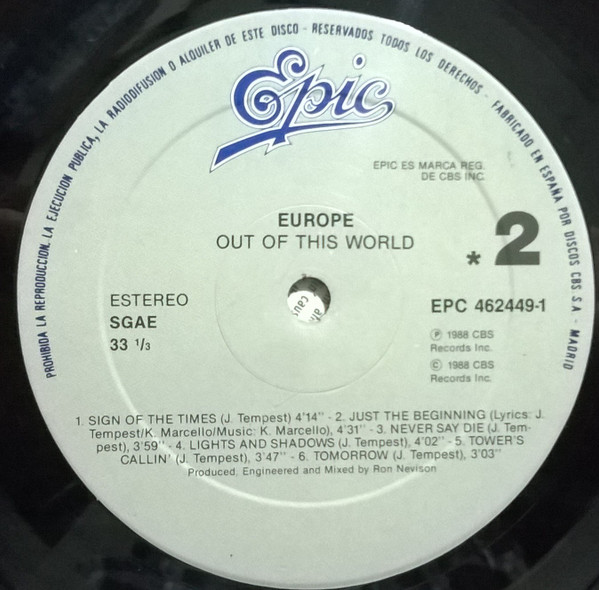 PROHIBIDA LA REPRODUCCION. LA EJECUCION PUBLICA, LA RADIODIFUSION O ALQUILER DE ESTE DISCO - RESERVADOS TODOS LOS DERECHOS - FABRICADO EN ESPAÑA POR DISCOS CBS S.A - MADRID
Epic
EPIC ES MARCA REG.
DE CBS INC.
EUROPE
OUT OF THIS WORLD
* 2
ESTEREO
SGAE
33 1/3
EPC 462449-1
Ⓟ 1988 CBS
Records Inc.
© 1988 CBS
Records Inc.
1. SIGN OF THE TIMES (J. Tempest) 4'14" - 2. JUST THE BEGINNING (Lyrics: J.
Tempest/K. Marcello/Music: K. Marcello), 4'31" - 3. NEVER SAY DIE (J. Tem-
pest), 3'59" - 4. LIGHTS AND SHADOWS (J. Tempest), 4'02" - 5. TOWER'S
CALLIN' (J. Tempest), 3'47" - 6. TOMORROW (J. Tempest), 3'03"
Produced, Engineered and Mixed by Ron Nevison